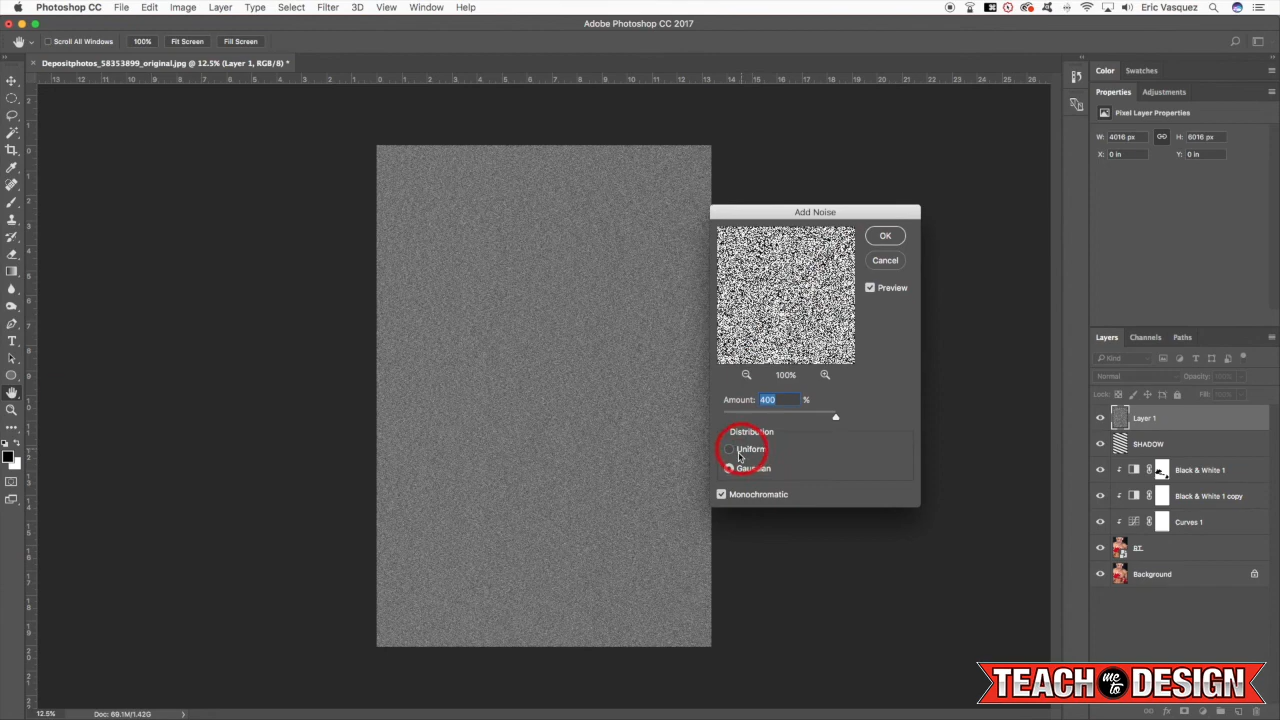 Photoshop CC File Edit Image Layer Type Select Filter 3D View Window Help Eric Vasquez
Adobe Photoshop CC 2017
Scroll All Windows 100% Fit Screen Fill Screen
Depositphotos_58353899_original.jpg @ 12.5% (Layer 1, RGB/8) *
Color Swatches
Properties Adjustments
Pixel Layer Properties
W: 4016 px H: 6016 px
X: 0 in Y: 0 in
Add Noise
OK
Cancel
Preview
100%
Amount: 400 %
Distribution
Uniform
Gaussian
Monochromatic
Layers Channels Paths
Kind
Normal Opacity:
Lock: Fill:
Layer 1
SHADOW
Black & White 1
Black & White 1 copy
Curves 1
Background
TEACH me to DESIGN
12.5% Doc: 69.1M/1.42G